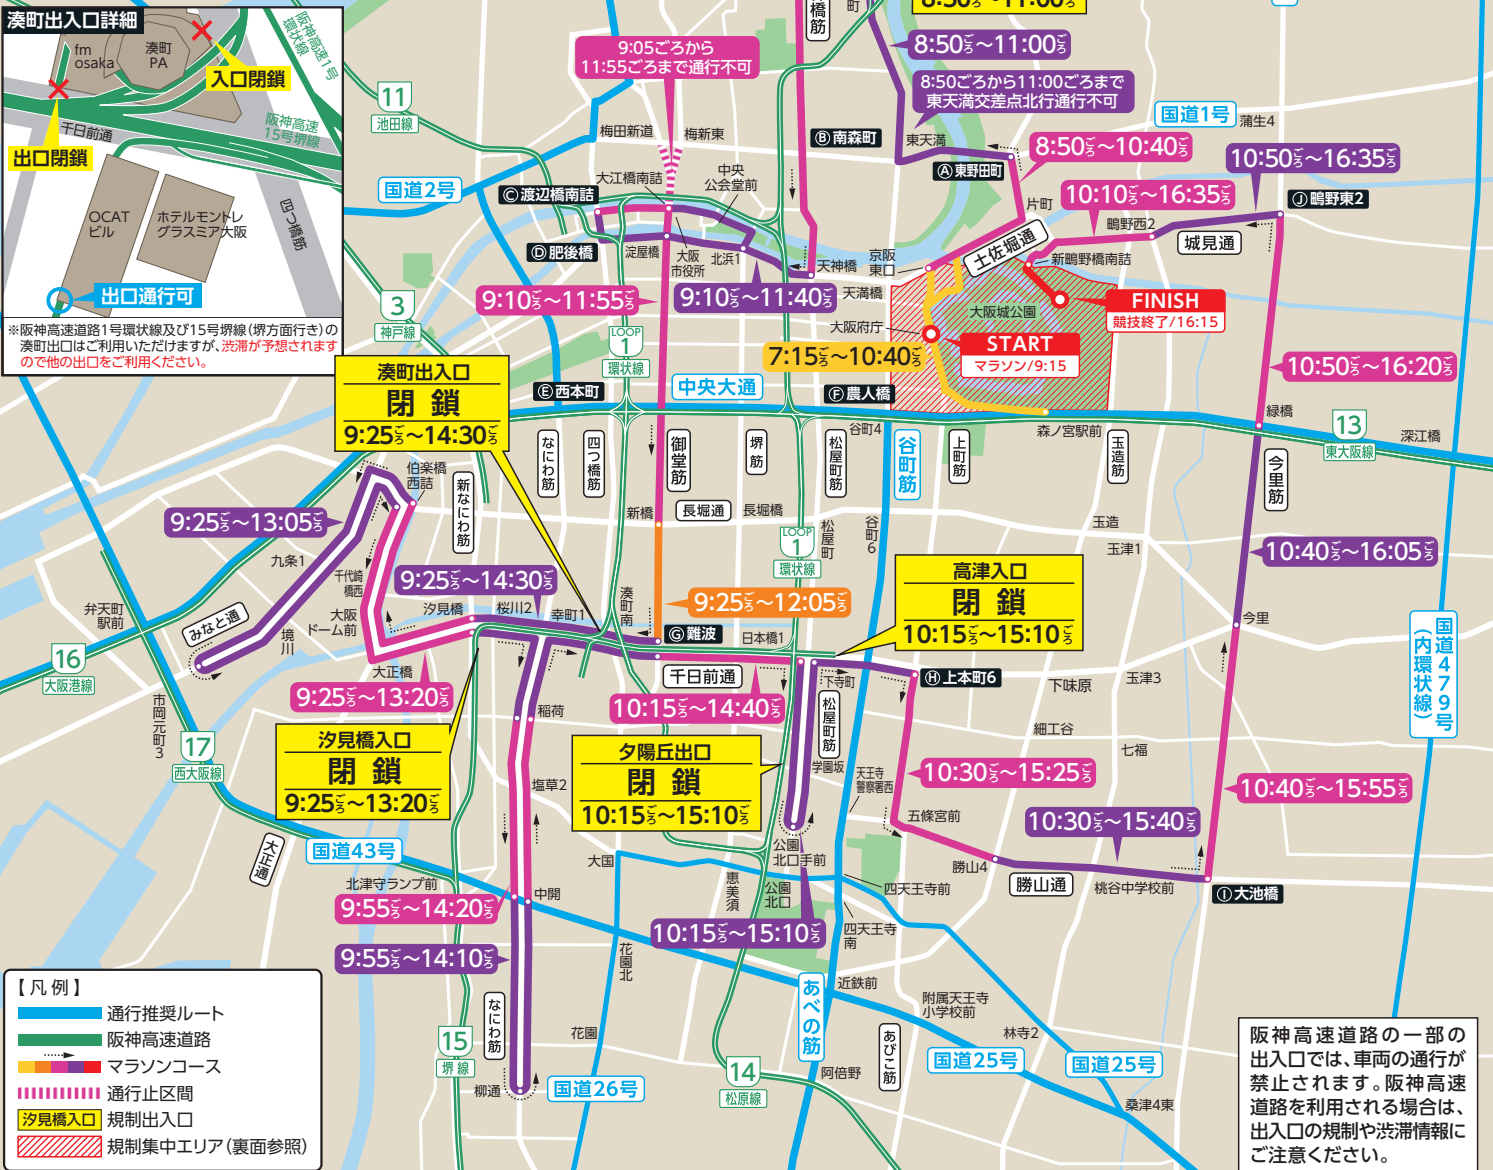 湊町出入口詳細
fm
osaka
湊町
PA
入口閉鎖
阪神高速1号
環状線
出口閉鎖
千日前通
阪神高速
15号堺線
OCAT
ビル
ホテルモントレ
グラスミア大阪
四つ橋筋
出口通行可
※阪神高速道路1号環状線及び15号堺線(堺方面行き)の
湊町出口はご利用いただけますが、渋滞が予想されます
ので他の出口をご利用ください。
橋筋
町
8:50ごろ~11:00ごろ
8:50ごろから11:00ごろまで
東天満交差点北行通行不可
9:05ごろから
11:55ごろまで通行不可
11
池田線
梅田新道
梅新東
Ⓑ南森町
東天満
国道1号
蒲生4
8:50ごろ~10:40ごろ
10:50ごろ~16:35ごろ
Ⓐ東野田町
国道2号
Ⓒ渡辺橋南詰
大江橋南詰
中央
公会堂前
片町
10:10ごろ~16:35ごろ
Ⓙ鴫野東2
鴫野西2
城見通
Ⓓ肥後橋
淀屋橋
大阪
市役所
北浜1
天神橋
京阪
東口
土佐堀通
新鴫野橋南詰
3
神戸線
9:10ごろ~11:55ごろ
9:10ごろ~11:40ごろ
天満橋
大阪府庁
大阪城公園
FINISH
競技終了/16:15
START
マラソン/9:15
LOOP
1
環状線
7:15ごろ~10:40ごろ
湊町出入口
閉鎖
9:25ごろ~14:30ごろ
Ⓔ西本町
中央大通
Ⓕ農人橋
10:50ごろ~16:20ごろ
緑橋
13
東大阪線
深江橋
谷町4
森ノ宮駅前
なにわ筋
四つ橋筋
御堂筋
堺筋
松屋町筋
谷町筋
上町筋
玉造筋
今里筋
伯楽橋
西詰
新なにわ筋
9:25ごろ~13:05ごろ
新橋
長堀通
長堀橋
松屋町
谷町6
玉造
玉津1
LOOP
1
環状線
10:40ごろ~16:05ごろ
九条1
千代崎
橋西
9:25ごろ~14:30ごろ
高津入口
閉鎖
10:15ごろ~15:10ごろ
弁天町
駅前
みなと通
境川
大阪
ドーム前
汐見橋
桜川2
幸町1
湊町南
9:25ごろ~12:05ごろ
Ⓖ難波
日本橋1
今里
国道479号
(内環状線)
16
大阪港線
大正橋
9:25ごろ~13:20ごろ
千日前通
10:15ごろ~14:40ごろ
下寺町
松屋町筋
Ⓗ上本町6
下味原
玉津3
市岡元町3
17
西大阪線
稲荷
細工谷
七福
汐見橋入口
閉鎖
9:25ごろ~13:20ごろ
塩草2
夕陽丘出口
閉鎖
10:15ごろ~15:10ごろ
学園坂
天王寺
警察署西
10:30ごろ~15:25ごろ
10:40ごろ~15:55ごろ
五條宮前
10:30ごろ~15:40ごろ
大正通
国道43号
大国
公園
北口手前
勝山4
勝山通
桃谷中学校前
Ⓘ大池橋
北津守ランプ前
9:55ごろ~14:20ごろ
中開
恵美須
公園
北口
四天王寺前
10:15ごろ~15:10ごろ
四天王寺
南
9:55ごろ~14:10ごろ
花園北
近鉄前
あべの筋
附属天王寺
小学校前
林寺2
なにわ筋
花園
15
堺線
柳通
国道26号
14
松原線
阿倍野
あびこ筋
国道25号
国道25号
桑津4東
【凡例】
通行推奨ルート
阪神高速道路
マラソンコース
通行止区間
汐見橋入口 規制出入口
規制集中エリア(裏面参照)
阪神高速道路の一部の
出入口では、車両の通行が
禁止されます。阪神高速
道路を利用される場合は、
出入口の規制や渋滞情報に
ご注意ください。